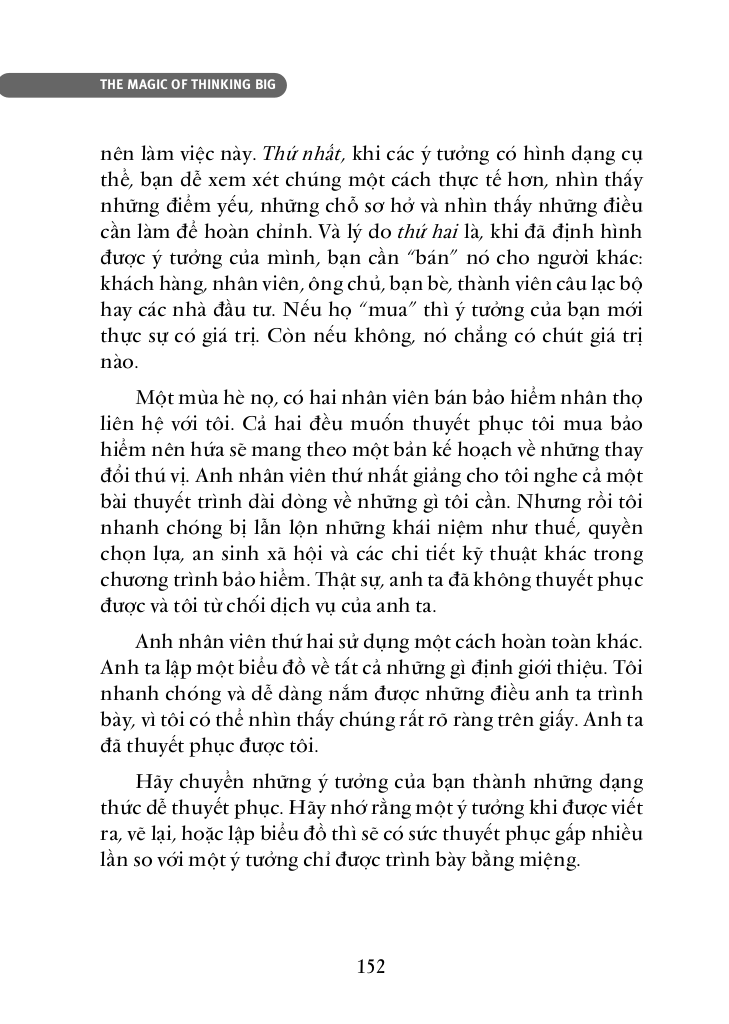 THE MAGIC OF THINKING BIG
nên làm việc này. Thứ nhất, khi các ý tưởng có hình dạng cụ
thể, bạn dễ xem xét chúng một cách thực tế hơn, nhìn thấy
những điểm yếu, những chỗ sơ hở và nhìn thấy những điều
cần làm để hoàn chỉnh. Và lý do thứ hai là, khi đã định hình
được ý tưởng của mình, bạn cần “bán” nó cho người khác:
khách hàng, nhân viên, ông chủ, bạn bè, thành viên câu lạc bộ
hay các nhà đầu tư. Nếu họ “mua” thì ý tưởng của bạn mới
thực sự có giá trị. Còn nếu không, nó chẳng có chút giá trị
nào.
Một mùa hè nọ, có hai nhân viên bán bảo hiểm nhân thọ
liên hệ với tôi. Cả hai đều muốn thuyết phục tôi mua bảo
hiểm nên hứa sẽ mang theo một bản kế hoạch về những thay
đổi thú vị. Anh nhân viên thứ nhất giảng cho tôi nghe cả một
bài thuyết trình dài dòng về những gì tôi cần. Nhưng rồi tôi
nhanh chóng bị lẫn lộn những khái niệm như thuế, quyền
chọn lựa, an sinh xã hội và các chi tiết kỹ thuật khác trong
chương trình bảo hiểm. Thật sự, anh ta đã không thuyết phục
được và tôi từ chối dịch vụ của anh ta.
Anh nhân viên thứ hai sử dụng một cách hoàn toàn khác.
Anh ta lập một biểu đồ về tất cả những gì định giới thiệu. Tôi
nhanh chóng và dễ dàng nắm được những điều anh ta trình
bày, vì tôi có thể nhìn thấy chúng rất rõ ràng trên giấy. Anh ta
đã thuyết phục được tôi.
Hãy chuyển những ý tưởng của bạn thành những dạng
thức dễ thuyết phục. Hãy nhớ rằng một ý tưởng khi được viết
ra, vẽ lại, hoặc lập biểu đồ thì sẽ có sức thuyết phục gấp nhiều
lần so với một ý tưởng chỉ được trình bày bằng miệng.
152